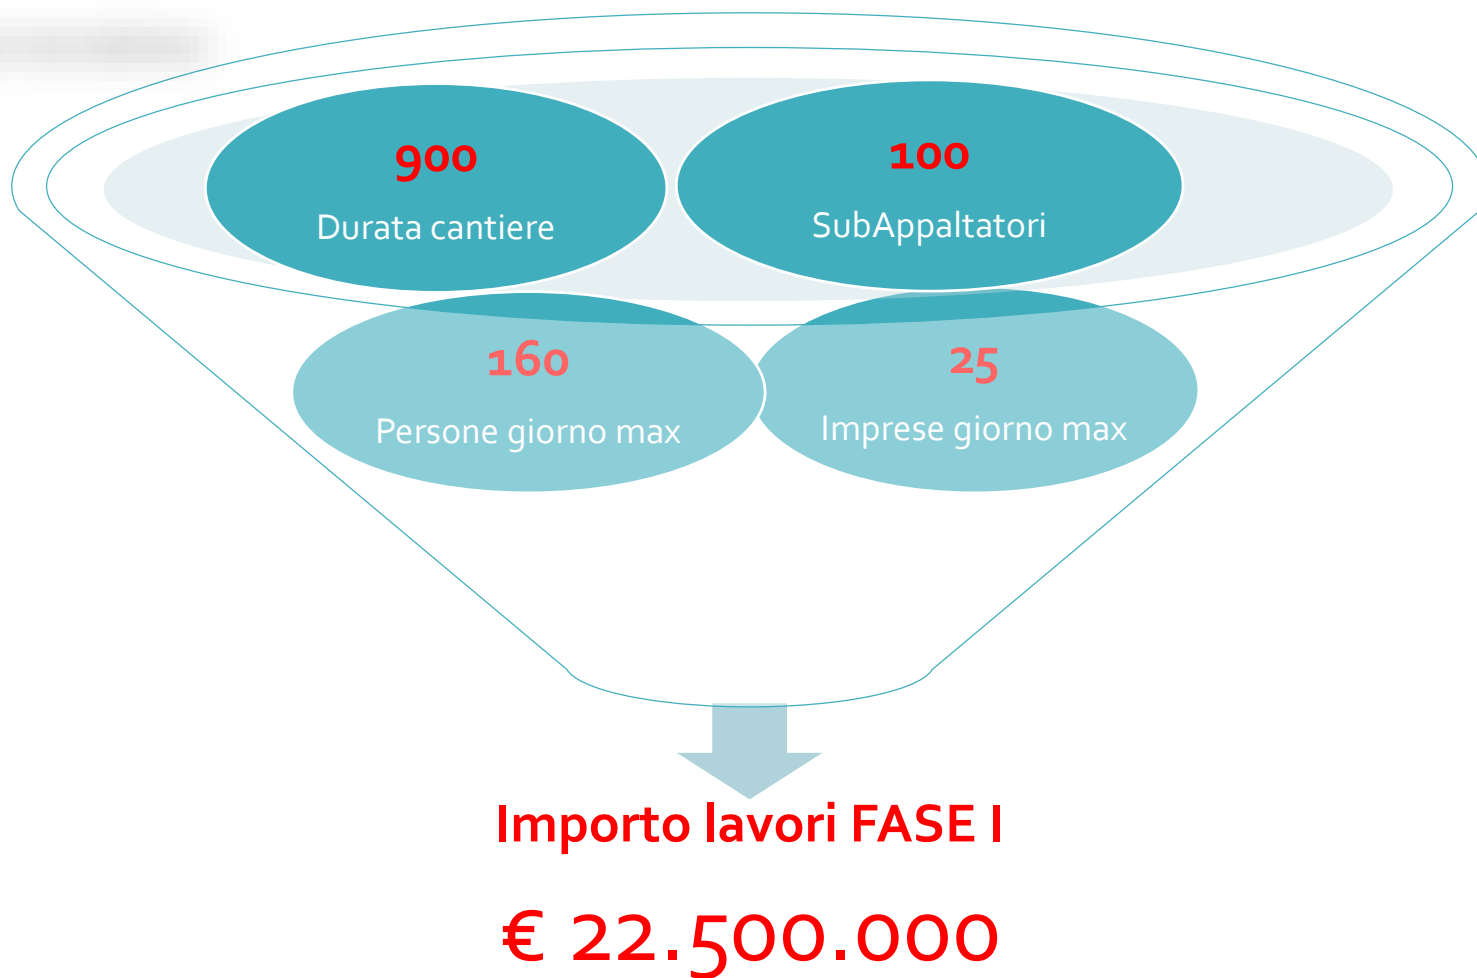 900
Durata cantiere
100
SubAppaltatori
160
Persone giorno max
25
Imprese giorno max
Importo lavori FASE I
€ 22.500.000